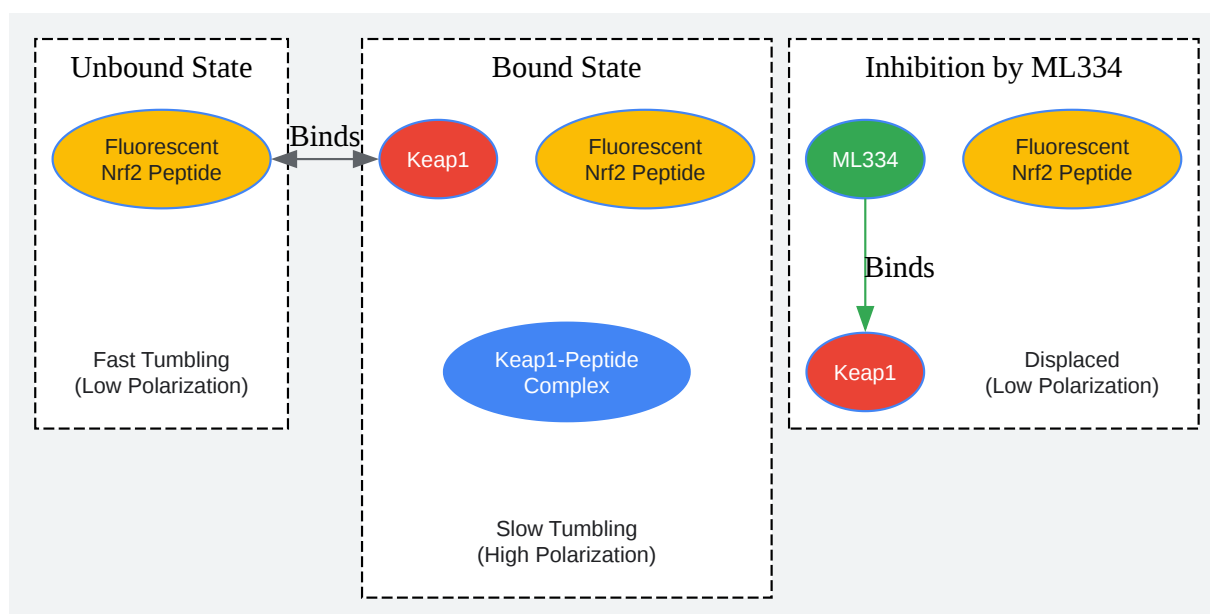 Unbound State
Fluorescent
Nrf2 Peptide
Fast Tumbling
(Low Polarization)
Binds
Bound State
Keap1
Fluorescent
Nrf2 Peptide
Keap1-Peptide
Complex
Slow Tumbling
(High Polarization)
Inhibition by ML334
ML334
Fluorescent
Nrf2 Peptide
Binds
Keap1
Displaced
(Low Polarization)